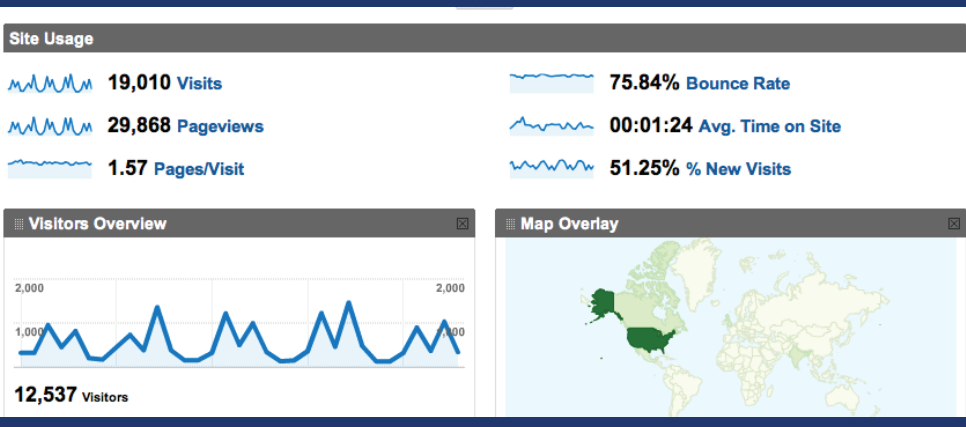 Site Usage
19,010 Visits
75.84% Bounce Rate
29,868 Pageviews
00:01:24 Avg. Time on Site
1.57 Pages/Visit
51.25% % New Visits
Visitors Overview
Map Overlay
2,000
2,000
1,000
1,000
12,537 Visitors